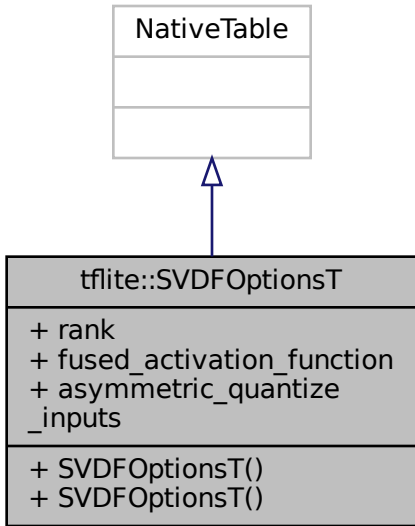 NativeTable
tflite::SVDFOptionsT
+ rank
+ fused_activation_function
+ asymmetric_quantize
_inputs
+ SVDFOptionsT()
+ SVDFOptionsT()